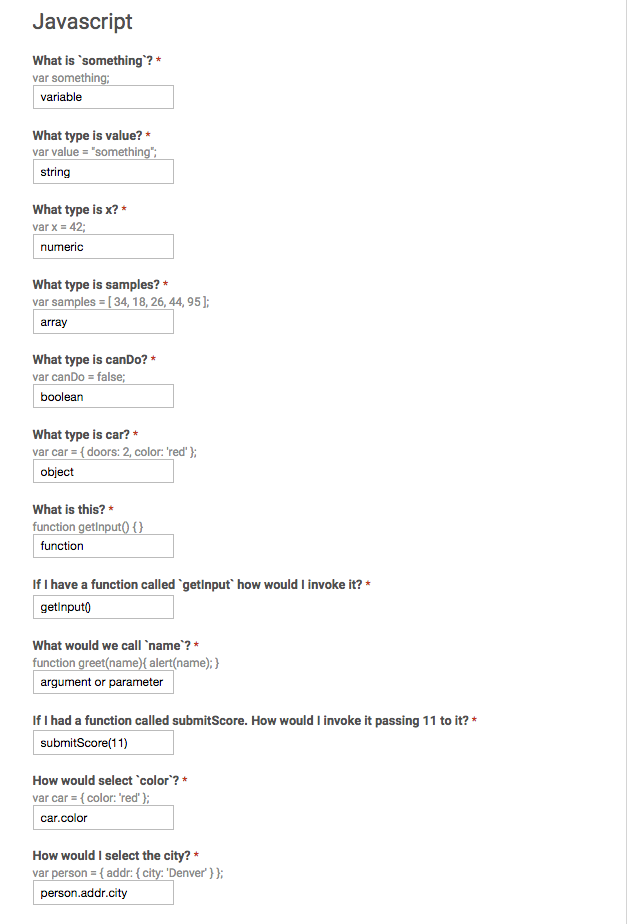 Javascript
What is `something`? *
var something;
variable
What type is value? *
var value = "something";
string
What type is x? *
var x = 42;
numeric
What type is samples? *
var samples = [ 34, 18, 26, 44, 95 ];
array
What type is canDo? *
var canDo = false;
boolean
What type is car? *
var car = { doors: 2, color: 'red' };
object
What is this? *
function getInput() { }
function
If I have a function called `getInput` how would I invoke it? *
getInput()
What would we call `name`? *
function greet(name){ alert(name); }
argument or parameter
If I had a function called submitScore. How would I invoke it passing 11 to it? *
submitScore(11)
How would select `color`? *
var car = { color: 'red' };
car.color
How would I select the city? *
var person = { addr: { city: 'Denver' } };
person.addr.city